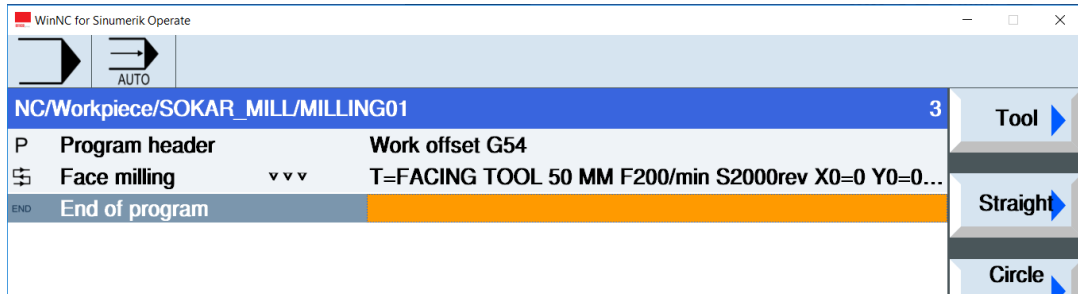 WinNC for Sinumerik Operate
AUTO
NC/Workpiece/SOKAR_MILL/MILLING01 3
Tool
P Program header Work offset G54
Face milling ▿▿▿ T=FACING TOOL 50 MM F200/min S2000rev X0=0 Y0=0...
END End of program
Straight
Circle